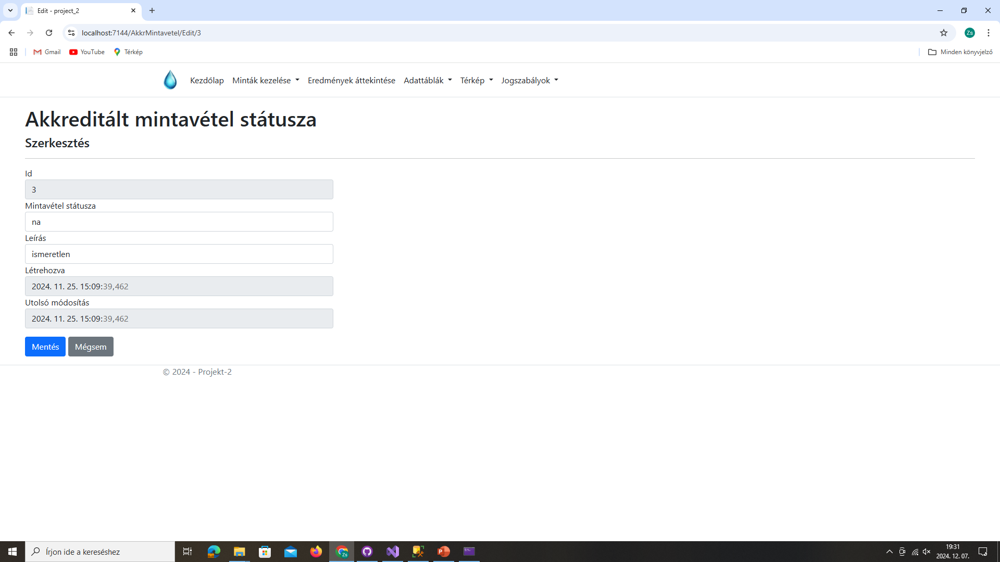 Edit - project_2
localhost:7144/AkkrMintavetel/Edit/3
Zs
Gmail YouTube Térkép Minden könyvjelző
Kezdőlap Minták kezelése Eredmények áttekintése Adattáblák Térkép Jogszabályok
Akkreditált mintavétel státusza
Szerkesztés
Id
3
Mintavétel státusza
na
Leírás
ismeretlen
Létrehozva
2024. 11. 25. 15:09:39,462
Utolsó módosítás
2024. 11. 25. 15:09:39,462
Mentés Mégsem
© 2024 - Projekt-2
Írjon ide a kereséshez
Zs
19:31
2024. 12. 07.